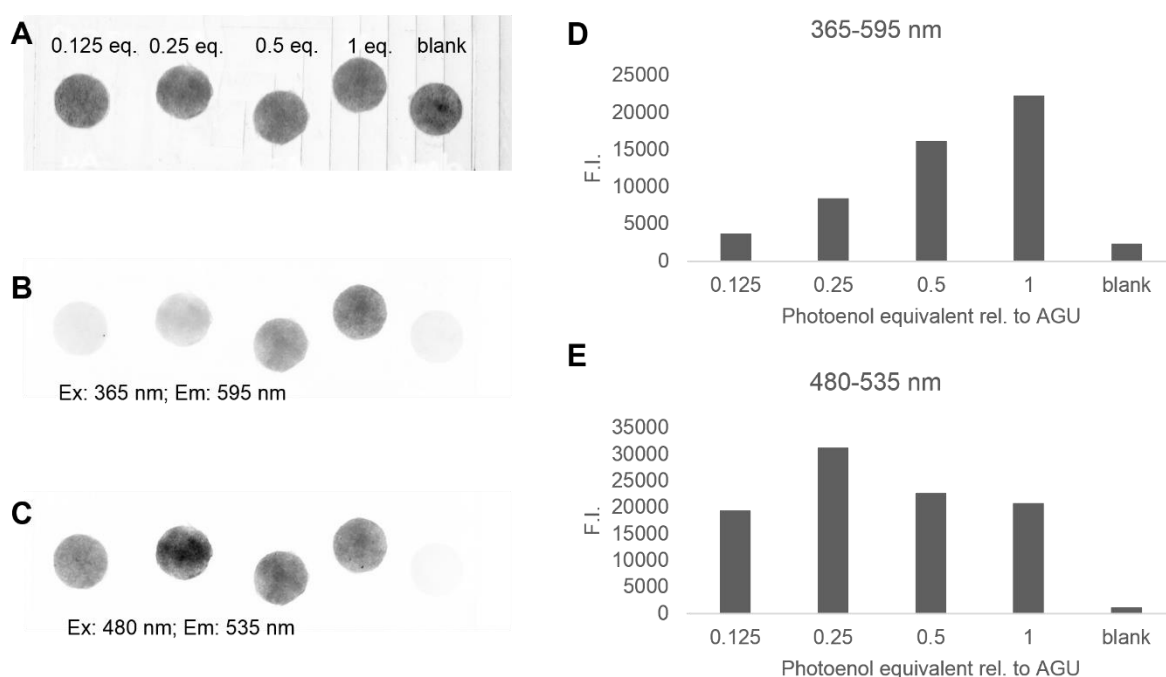 A
0.125 eq. 0.25 eq. 0.5 eq. 1 eq. blank
B
Ex: 365 nm; Em: 595 nm
C
Ex: 480 nm; Em: 535 nm
D
365-595 nm
25000
20000
15000
10000
5000
0
F.I.
0.125 0.25 0.5 1 blank
Photoenol equivalent rel. to AGU
E
480-535 nm
35000
30000
25000
20000
15000
10000
5000
0
F.I.
0.125 0.25 0.5 1 blank
Photoenol equivalent rel. to AGU